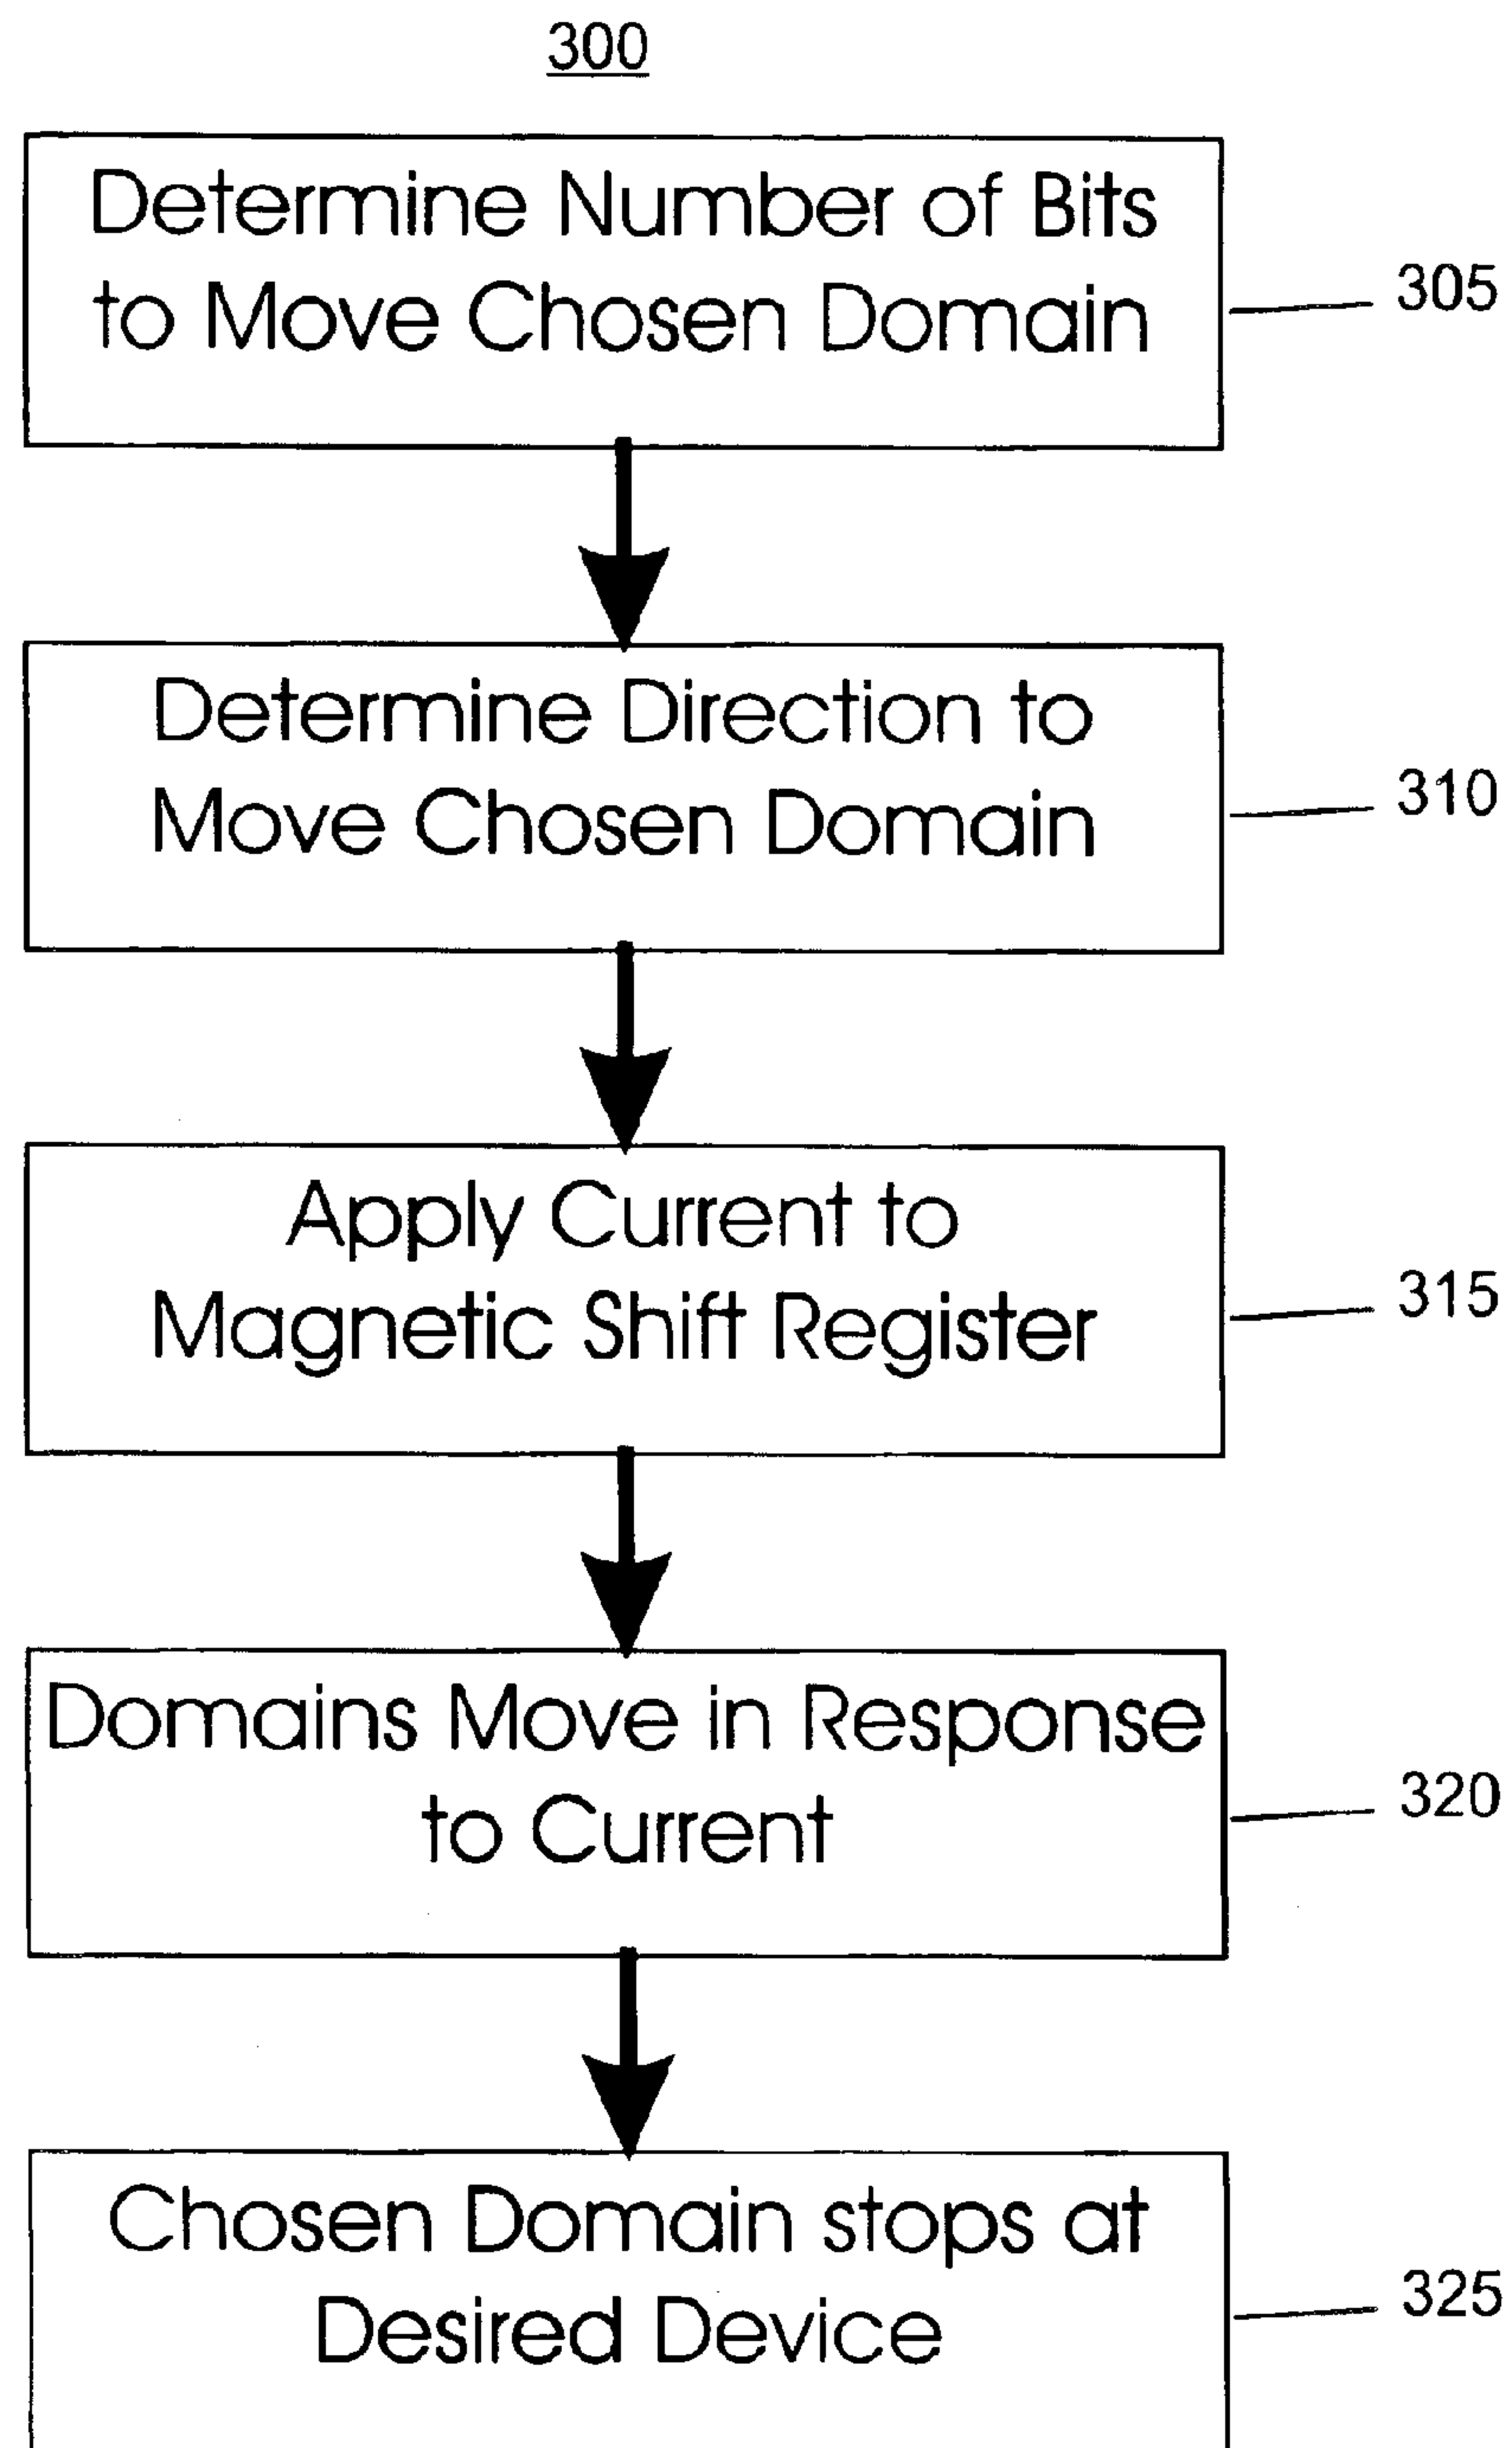 300
Determine Number of Bits
to Move Chosen Domain
305
Determine Direction to
Move Chosen Domain
310
Apply Current to
Magnetic Shift Register
315
Domains Move in Response
to Current
320
Chosen Domain stops at
Desired Device
325